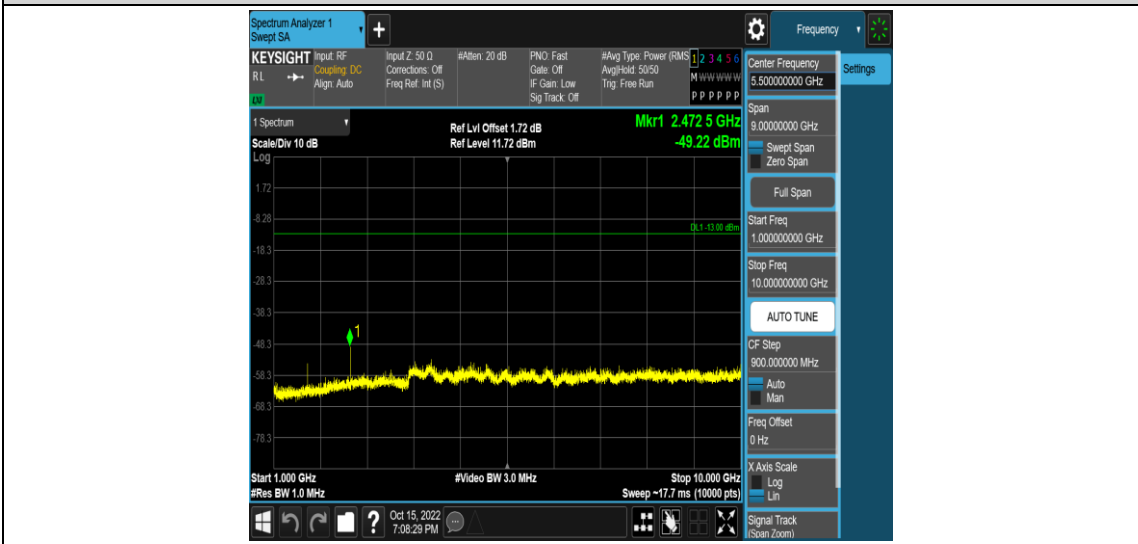 Spectrum Analyzer 1
Swept SA
Frequency
KEYSIGHT
RL
LXI
Input: RF
Coupling: DC
Align: Auto
Input Z: 50 Ω
Corrections: Off
Freq Ref: Int (S)
#Atten: 20 dB
PNO: Fast
Gate: Off
IF Gain: Low
Sig Track: Off
#Avg Type: Power (RMS
Avg|Hold: 50/50
Trig: Free Run
1 2 3 4 5 6
M W W W W W
P P P P P P
1 Spectrum
Scale/Div 10 dB
Log
Ref Lvl Offset 1.72 dB
Ref Level 11.72 dBm
Mkr1 2.472 5 GHz
-49.22 dBm
1.72
-8.28
DL1 -13.00 dBm
-18.3
-28.3
-38.3
1
-48.3
-58.3
-68.3
-78.3
Start 1.000 GHz
#Res BW 1.0 MHz
#Video BW 3.0 MHz
Stop 10.000 GHz
Sweep ~17.7 ms (10000 pts)
?
Oct 15, 2022
7:08:29 PM
Center Frequency
5.50000000 GHz
Span
9.00000000 GHz
Swept Span
Zero Span
Full Span
Start Freq
1.000000000 GHz
Stop Freq
10.000000000 GHz
AUTO TUNE
CF Step
900.000000 MHz
Auto
Man
Freq Offset
0 Hz
X Axis Scale
Log
Lin
Signal Track
(Span Zoom)
Settings